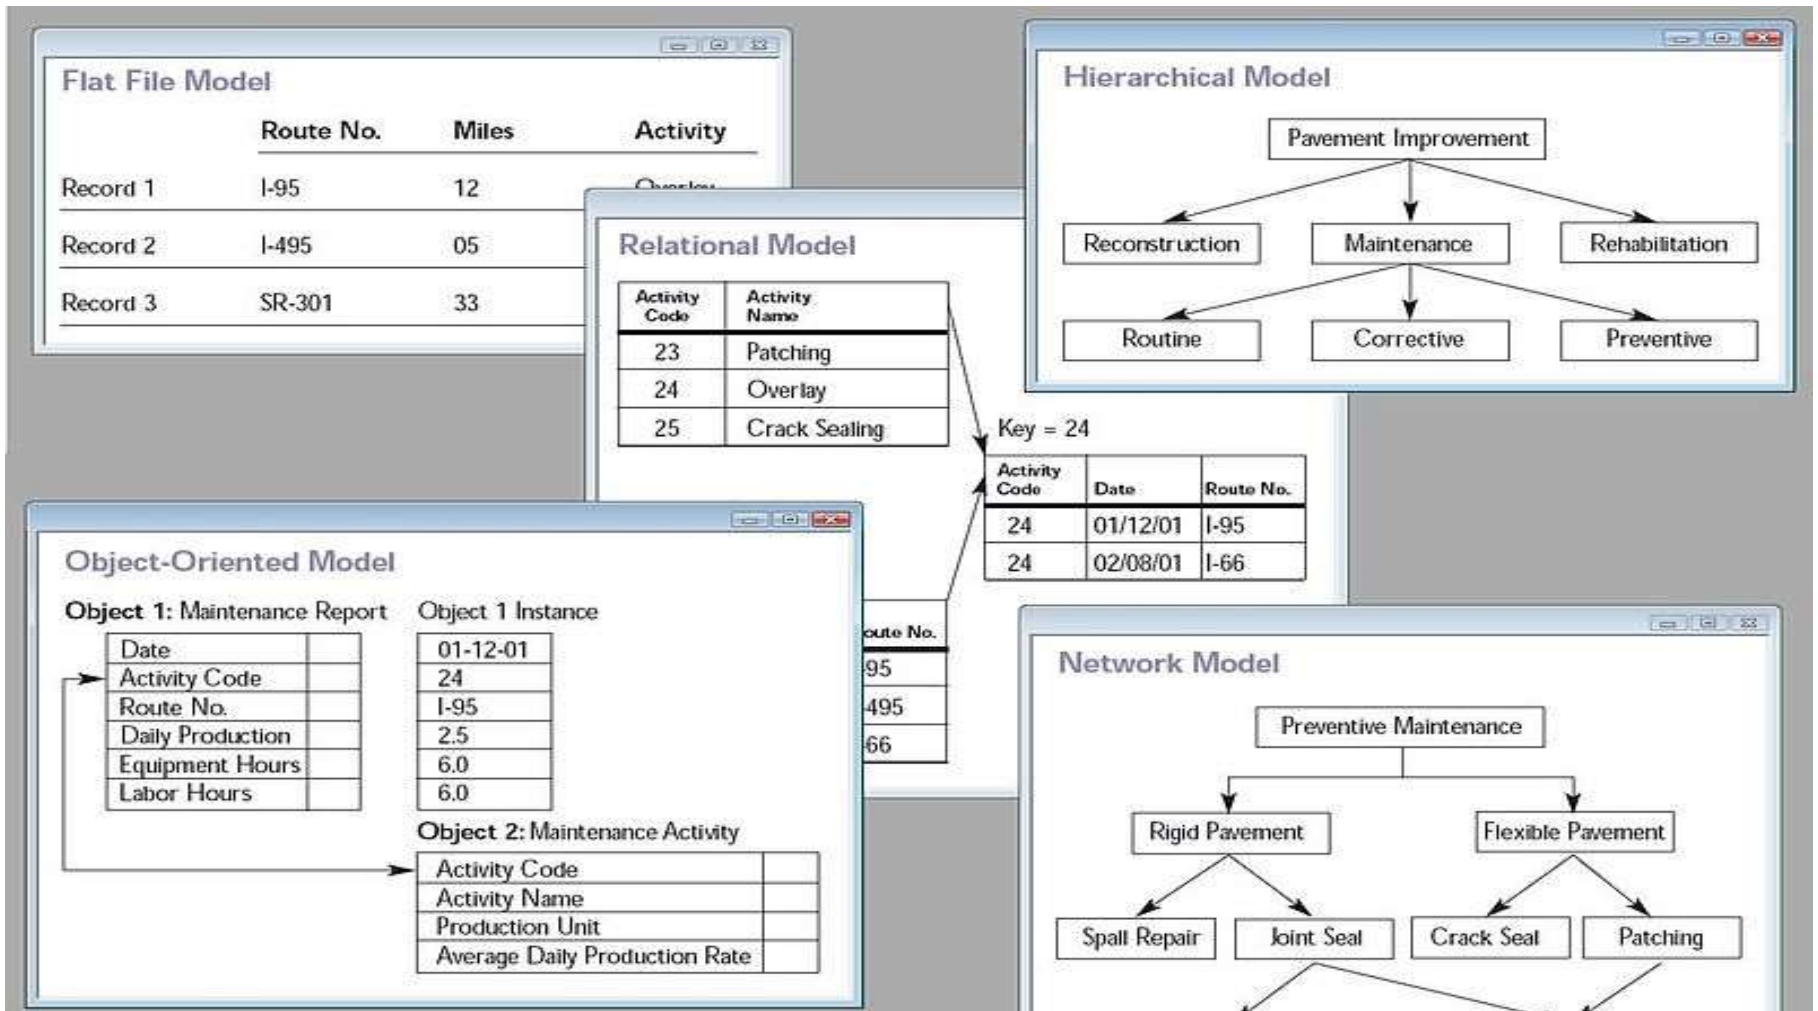 Flat File Model
Route No. Miles Activity
Record 1 I-95 12 Overlay
Record 2 I-495 05
Record 3 SR-301 33
Hierarchical Model
Pavement Improvement
Reconstruction Maintenance Rehabilitation
Routine Corrective Preventive
Relational Model
Activity Code Activity Name
23 Patching
24 Overlay
25 Crack Sealing
Key = 24
Activity Code Date Route No.
24 01/12/01 I-95
24 02/08/01 I-66
oute No.
-95
-495
-66
Object-Oriented Model
Object 1: Maintenance Report Object 1 Instance
Date 01-12-01
Activity Code 24
Route No. I-95
Daily Production 2.5
Equipment Hours 6.0
Labor Hours 6.0
Object 2: Maintenance Activity
Activity Code
Activity Name
Production Unit
Average Daily Production Rate
Network Model
Preventive Maintenance
Rigid Pavement Flexible Pavement
Spall Repair Joint Seal Crack Seal Patching